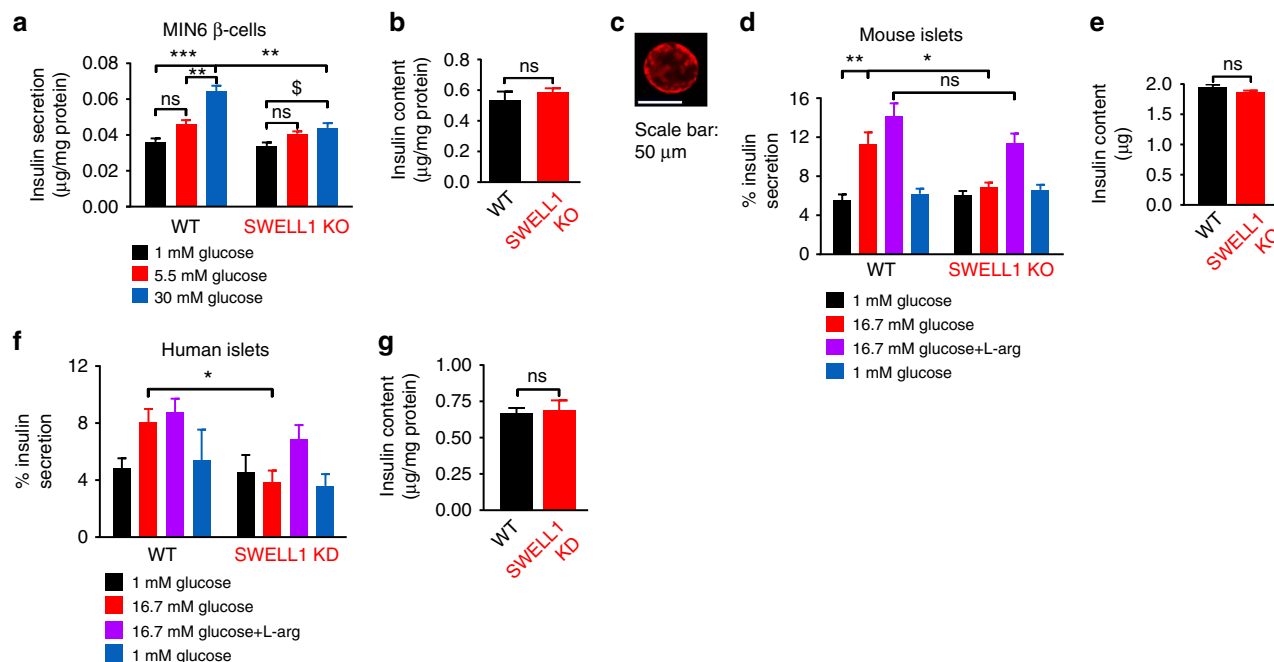 a
MIN6 β-cells
Insulin secretion
(μg/mg protein)
0.08
0.06
0.04
0.02
0.00
***
**
**
ns
$
ns
WT
SWELL1 KO
1 mM glucose
5.5 mM glucose
30 mM glucose
b
Insulin content
(μg/mg protein)
0.8
0.6
0.4
0.2
0.0
ns
WT
SWELL1
KO
c
Scale bar:
50 μm
d
Mouse islets
% insulin
secretion
16
12
8
4
0
**
*
ns
WT
SWELL1 KO
1 mM glucose
16.7 mM glucose
16.7 mM glucose+L-arg
1 mM glucose
e
Insulin content
(μg)
2.0
1.5
1.0
0.5
0.0
ns
WT
SWELL1
KO
f
Human islets
% insulin
secretion
12
8
4
0
*
WT
SWELL1 KD
1 mM glucose
16.7 mM glucose
16.7 mM glucose+L-arg
1 mM glucose
g
Insulin content
(μg/mg protein)
1.00
0.75
0.50
0.25
0.00
ns
WT
SWELL1
KD